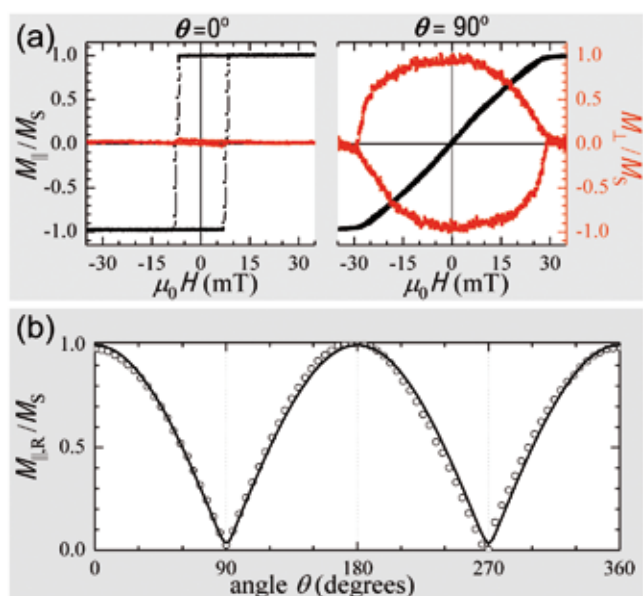 (a) θ=0° θ = 90°
M∥/MS
1.0
0.5
0.0
-0.5
-1.0
-30 -15 0 15 30
μ0H (mT)
-30 -15 0 15 30
μ0H (mT)
1.0
0.5
0.0
-0.5
-1.0
M⊥/MS
(b)
M∥,R/MS
1.0
0.5
0.0
0 90 180 270 360
angle θ (degrees)